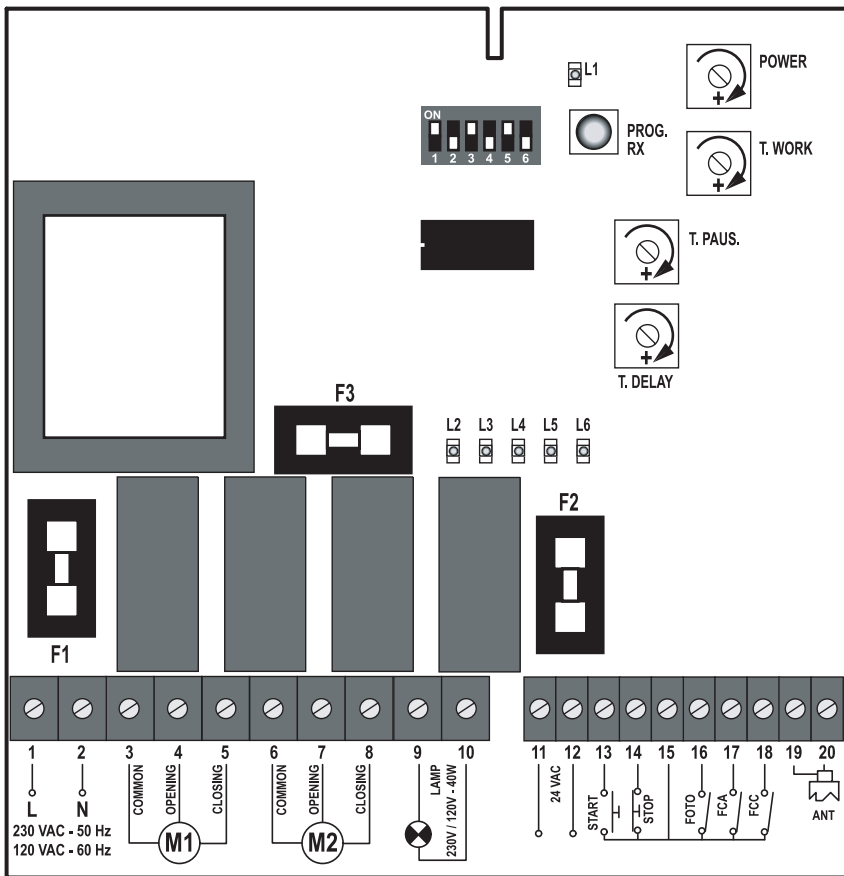 L1
POWER
ON
1 2 3 4 5 6
PROG.
RX
T. WORK
T. PAUS.
+
+
+
+
T. DELAY
F3
L2 L3 L4 L5 L6
F2
F1
1 2 3 4 5 6 7 8 9 10 11 12 13 14 15 16 17 18 19 20
L N
230 VAC - 50 Hz
120 VAC - 60 Hz
COMMON
OPENING
CLOSING
M1
COMMON
OPENING
CLOSING
M2
LAMP
230V / 120V - 40W
24 VAC
START
STOP
FOTO
FCA
FCC
ANT